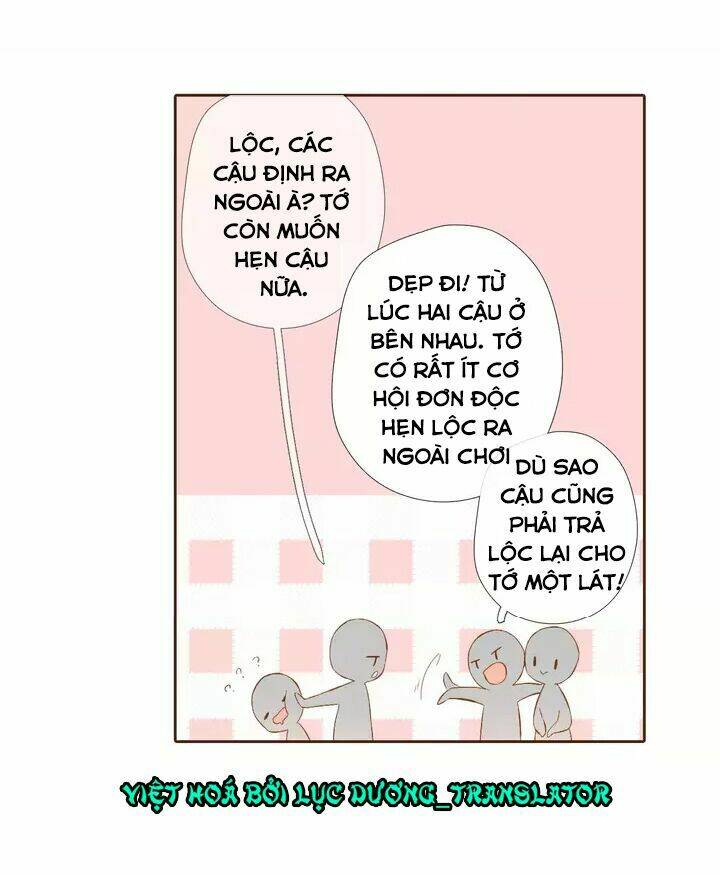 LỘC, CÁC
CẬU ĐỊNH RA
NGOÀI À? TỚ
CÒN MUỐN
HẸN CẬU
NỮA.
DẸP ĐI! TỪ
LÚC HAI CẬU Ở
BÊN NHAU. TỚ
CÓ RẤT ÍT CƠ
HỘI ĐƠN ĐỘC
HẸN LỘC RA
NGOÀI CHƠI
DÙ SAO
CẬU CŨNG
PHẢI TRẢ
LỘC LẠI CHO
TỚ MỘT LÁT!
VIỆT HOÁ BỞI LỤC DƯƠNG_TRANSLATOR